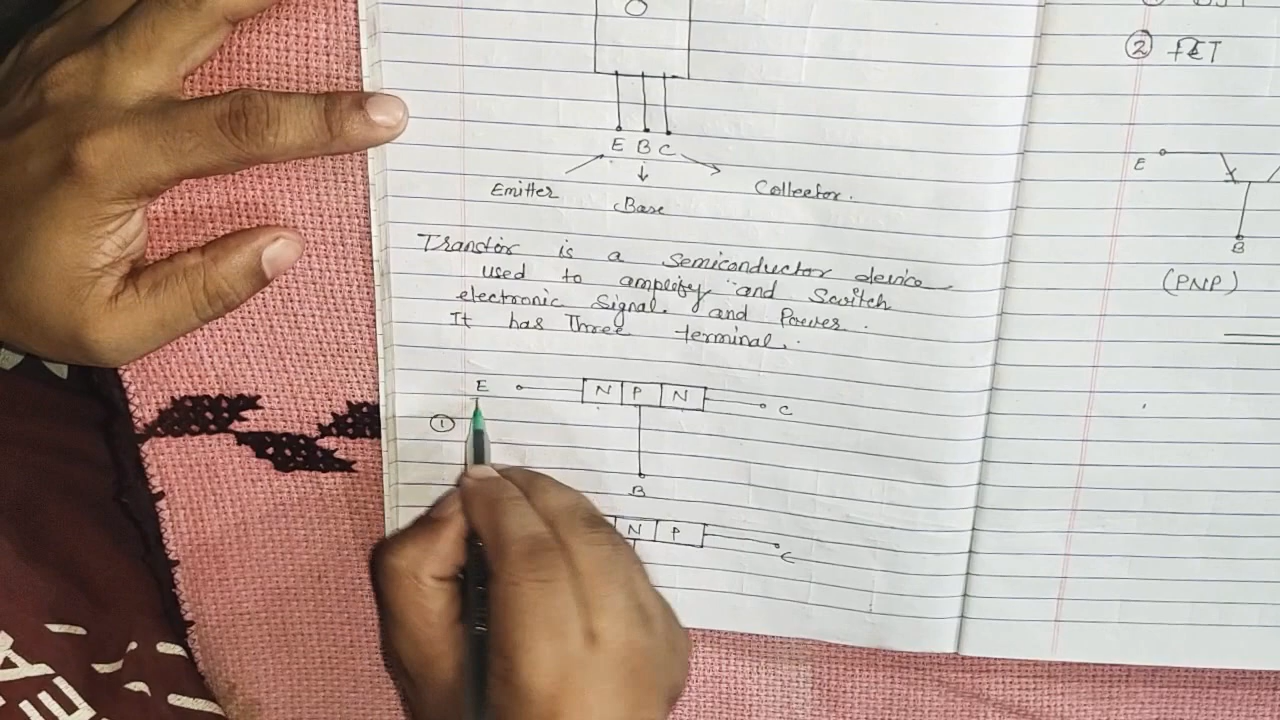 E B C
Emitter
Base
Collector.
Transtor is a semiconductor device
used to amplify and Switch
electronic Signal. and Power.
It has Three terminal.
E N P N C
①
B
N P C
② FET
E
B
(PNP)